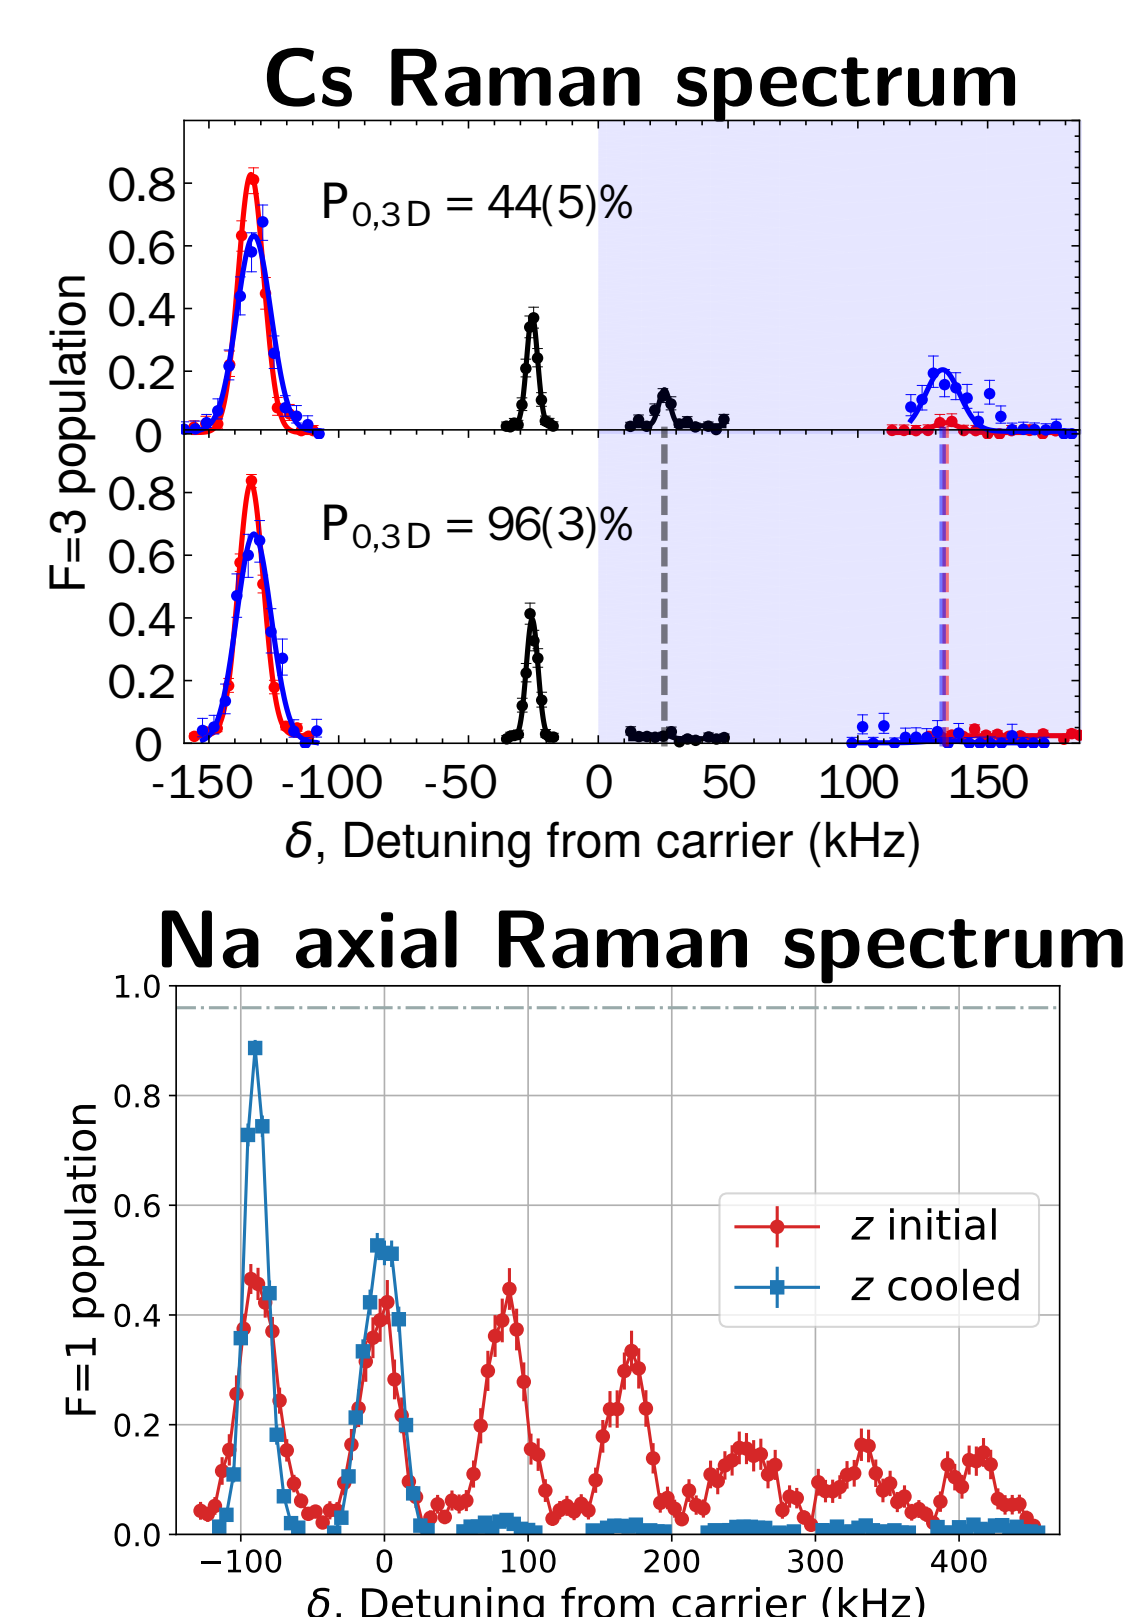 Cs Raman spectrum
P0,3D = 44(5)%
0.8
0.6
0.4
0.2
0
F=3 population
P0,3D = 96(3)%
0.8
0.6
0.4
0.2
0
-150 -100 -50 0 50 100 150
δ, Detuning from carrier (kHz)
Na axial Raman spectrum
1.0
0.8
0.6
0.4
0.2
0.0
F=1 population
z initial
z cooled
−100 0 100 200 300 400
δ, Detuning from carrier (kHz)